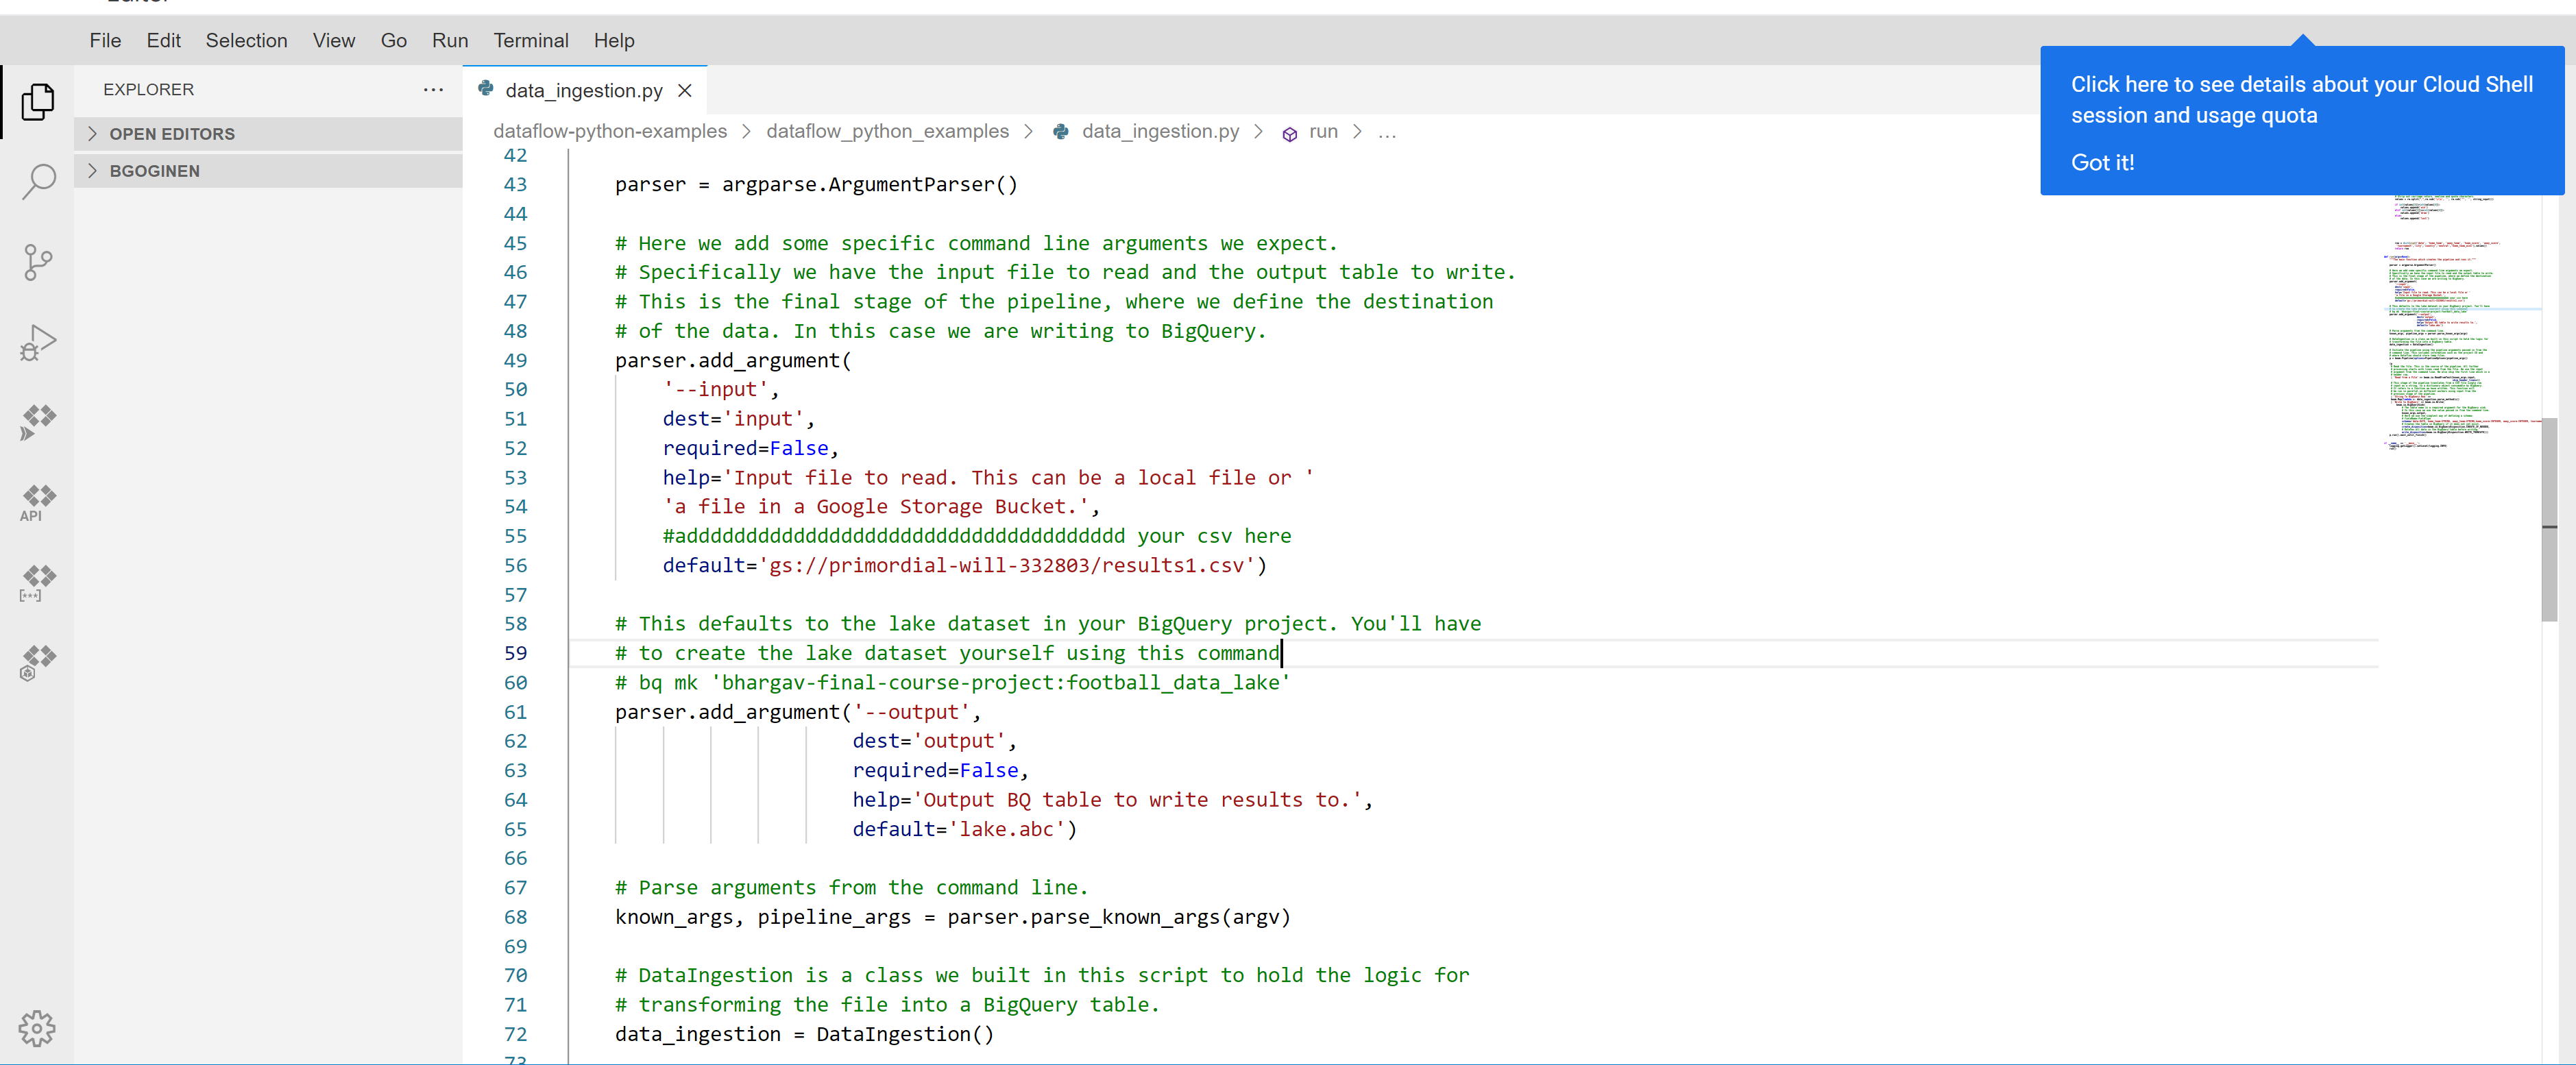 File Edit Selection View Go Run Terminal Help
Click here to see details about your Cloud Shell
session and usage quota
Got it!
EXPLORER ...
OPEN EDITORS
BGOGINEN
data_ingestion.py
dataflow-python-examples > dataflow_python_examples > data_ingestion.py > run > ...
42
43 parser = argparse.ArgumentParser()
44
45 # Here we add some specific command line arguments we expect.
46 # Specifically we have the input file to read and the output table to write.
47 # This is the final stage of the pipeline, where we define the destination
48 # of the data. In this case we are writing to BigQuery.
49 parser.add_argument(
50 '--input',
51 dest='input',
52 required=False,
53 help='Input file to read. This can be a local file or '
54 'a file in a Google Storage Bucket.',
55 #adddddddddddddddddddddddddddddddddddddd your csv here
56 default='gs://primordial-will-332803/results1.csv')
57
58 # This defaults to the lake dataset in your BigQuery project. You'll have
59 # to create the lake dataset yourself using this command
60 # bq mk 'bhargav-final-course-project:football_data_lake'
61 parser.add_argument('--output',
62 dest='output',
63 required=False,
64 help='Output BQ table to write results to.',
65 default='lake.abc')
66
67 # Parse arguments from the command line.
68 known_args, pipeline_args = parser.parse_known_args(argv)
69
70 # DataIngestion is a class we built in this script to hold the logic for
71 # transforming the file into a BigQuery table.
72 data_ingestion = DataIngestion()
API